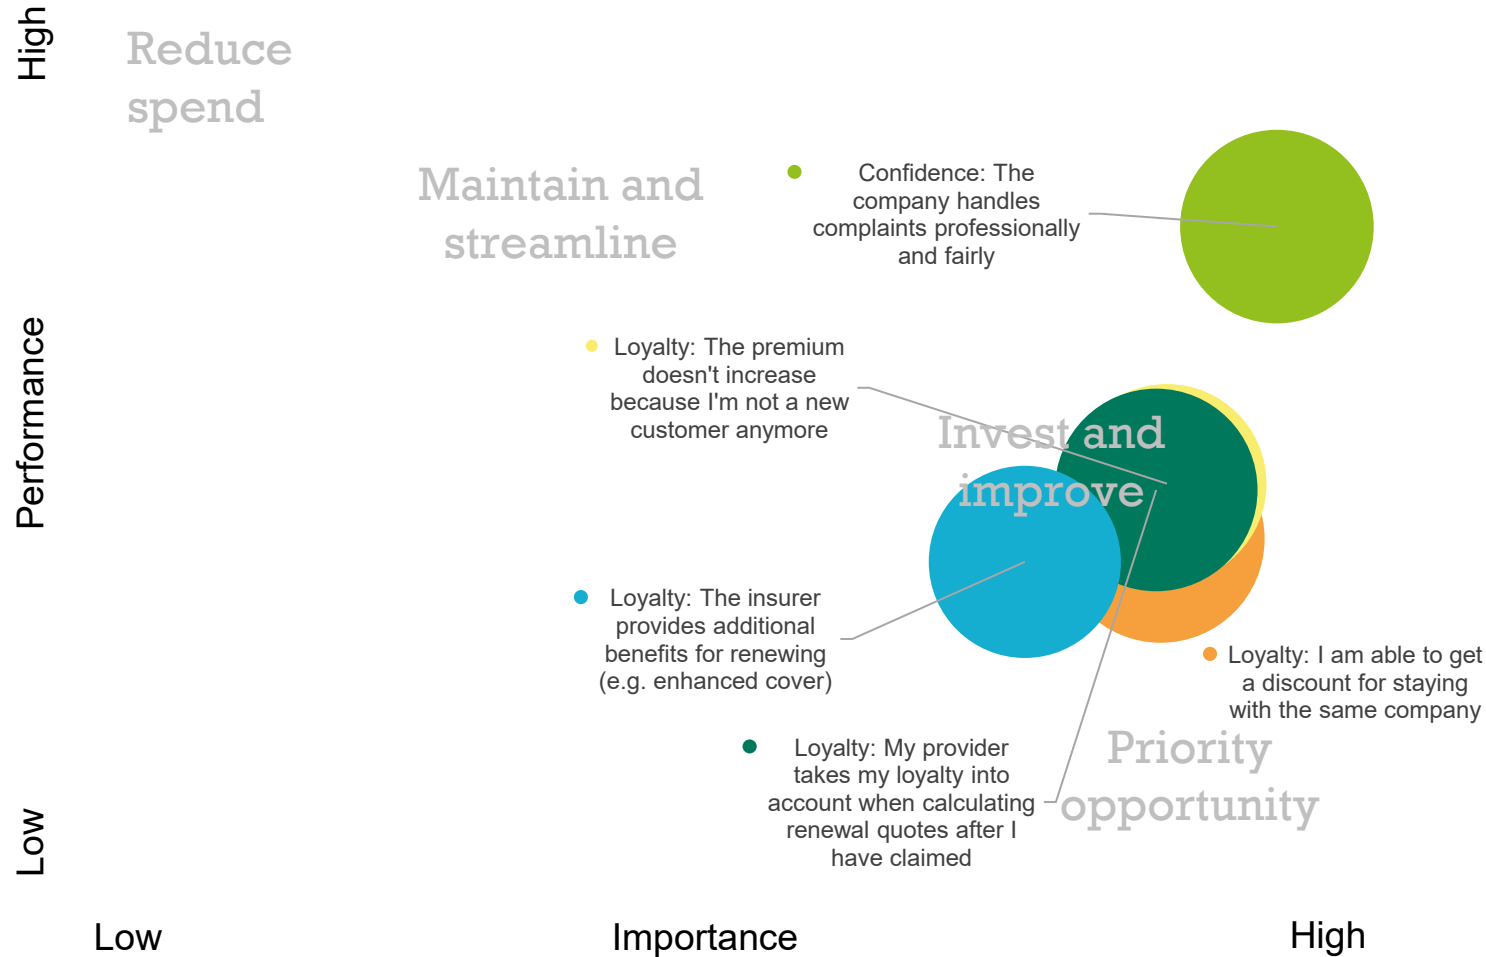 High
Reduce
spend
Maintain and
streamline
Confidence: The
company handles
complaints professionally
and fairly
Performance
Loyalty: The premium
doesn't increase
because I'm not a new
customer anymore
Invest and
improve
Loyalty: The insurer
provides additional
benefits for renewing
(e.g. enhanced cover)
Loyalty: I am able to get
a discount for staying
with the same company
Priority
opportunity
Loyalty: My provider
takes my loyalty into
account when calculating
renewal quotes after I
have claimed
Low
Low
Importance
High